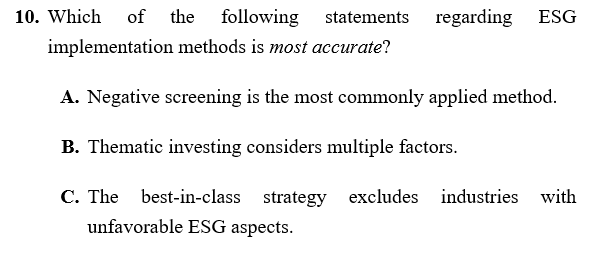 10. Which of the following statements regarding ESG
implementation methods is most accurate?
A. Negative screening is the most commonly applied method.
B. Thematic investing considers multiple factors.
C. The best-in-class strategy excludes industries with
unfavorable ESG aspects.